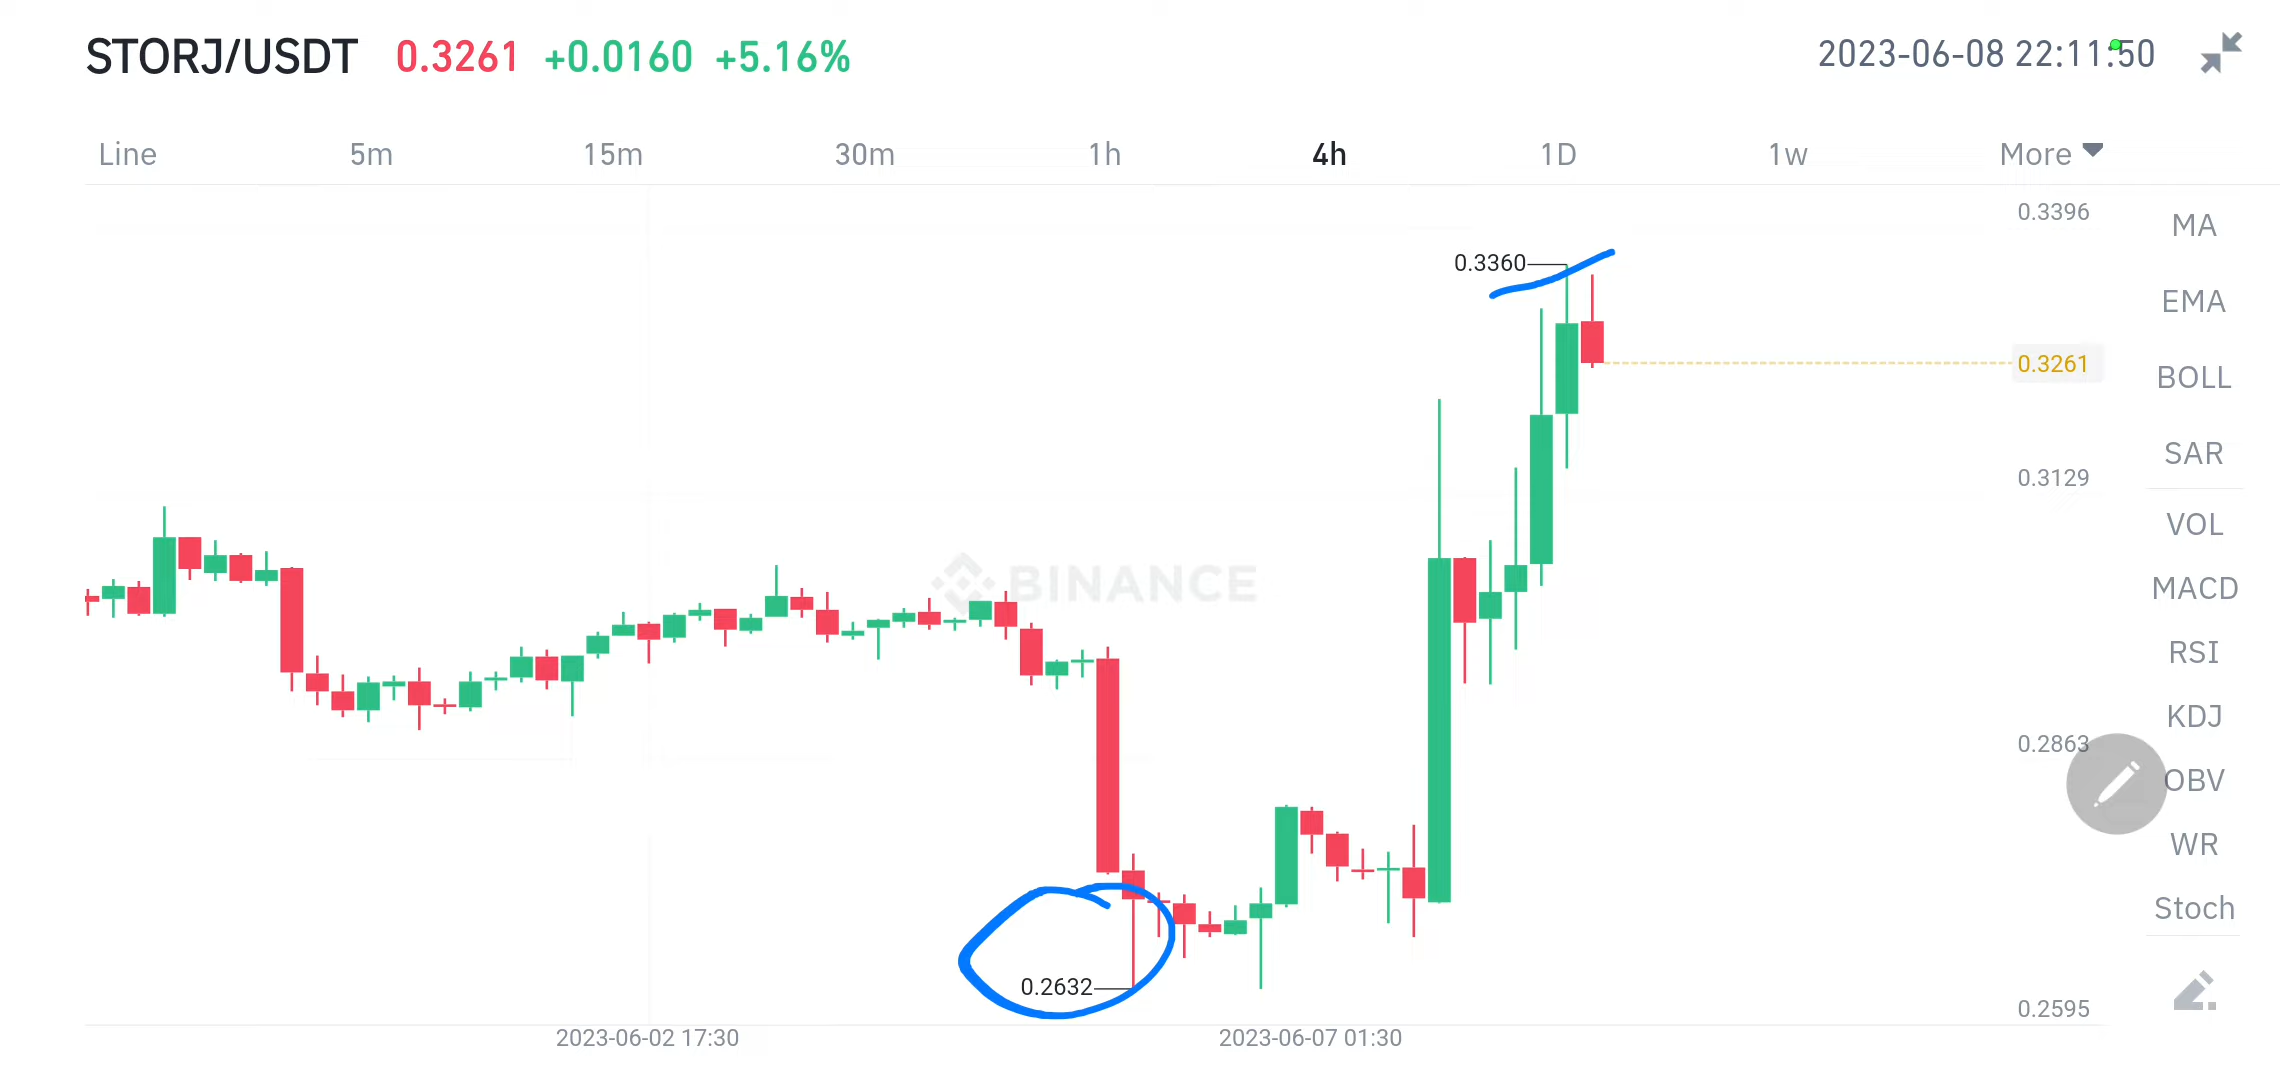 STORJ/USDT 0.3261 +0.0160 +5.16% 2023-06-08 22:11:50
Line 5m 15m 30m 1h 4h 1D 1w More
0.3396
MA
0.3360
EMA
0.3261
BOLL
SAR
0.3129
VOL
BINANCE
MACD
RSI
KDJ
0.2863
OBV
WR
Stoch
0.2632
0.2595
2023-06-02 17:30 2023-06-07 01:30